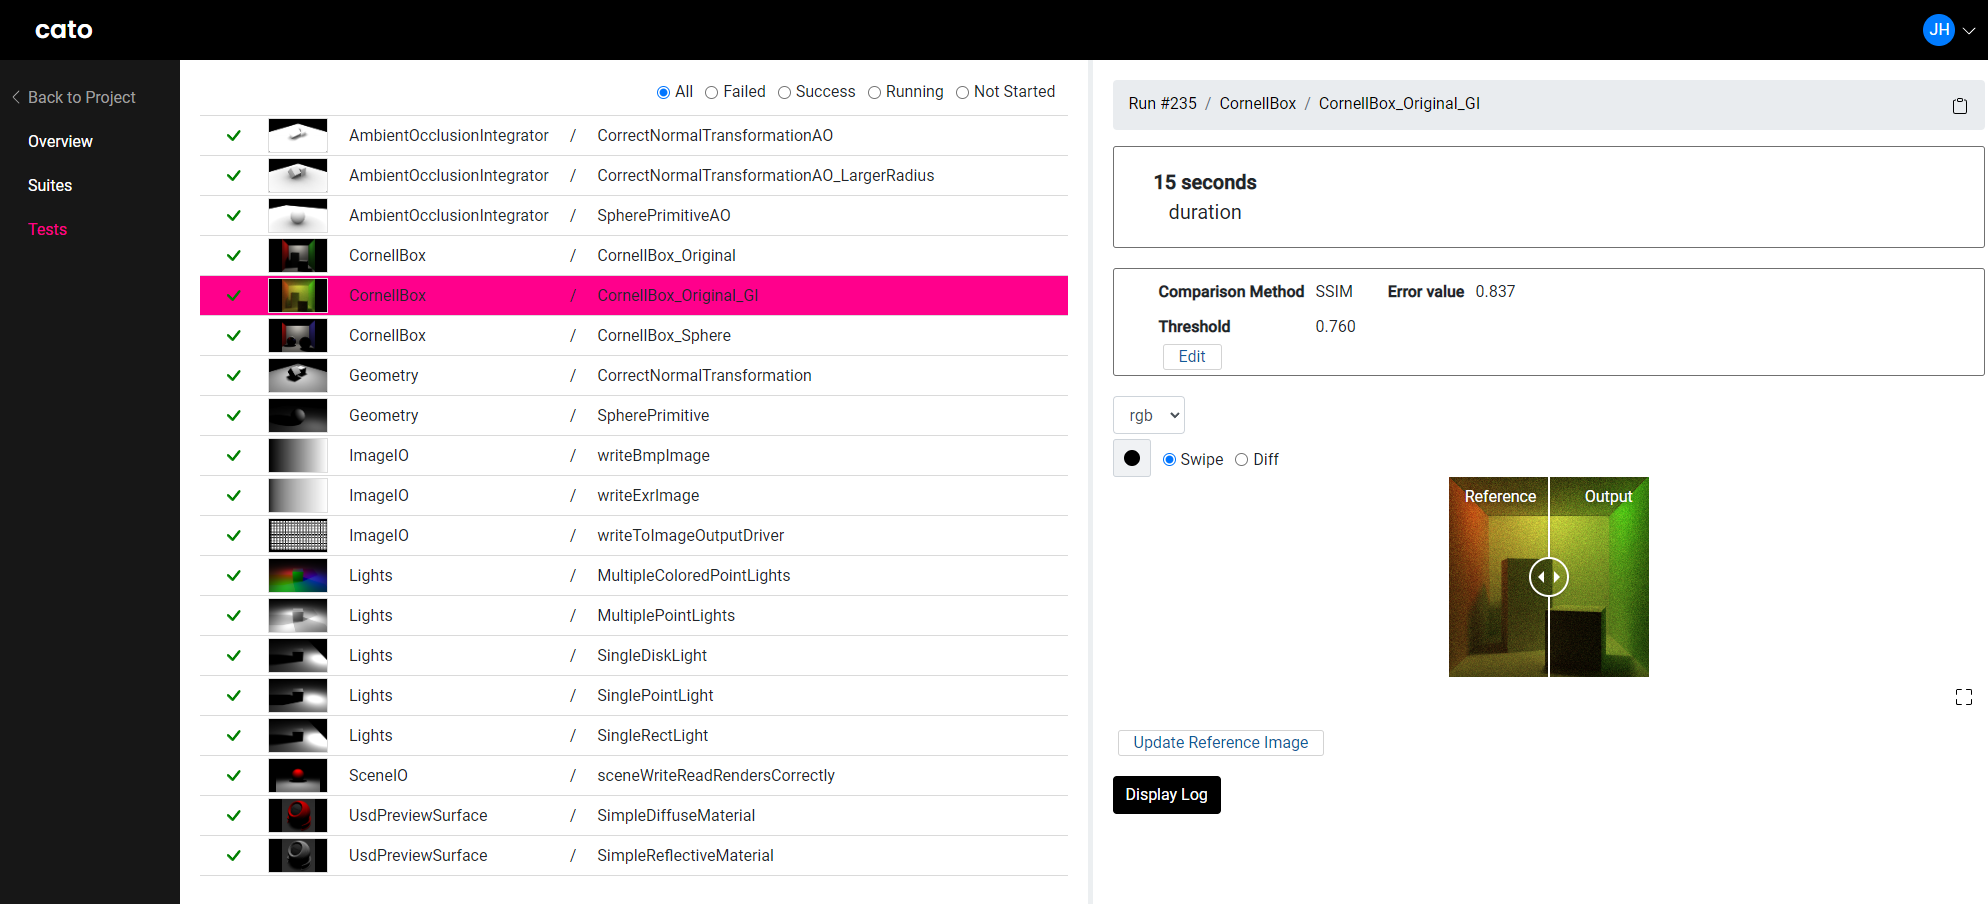 cato
JH
Back to Project
Overview
Suites
Tests
All Failed Success Running Not Started
AmbientOcclusionIntegrator / CorrectNormalTransformationAO
AmbientOcclusionIntegrator / CorrectNormalTransformationAO_LargerRadius
AmbientOcclusionIntegrator / SpherePrimitiveAO
CornellBox / CornellBox_Original
CornellBox / CornellBox_Original_GI
CornellBox / CornellBox_Sphere
Geometry / CorrectNormalTransformation
Geometry / SpherePrimitive
ImageIO / writeBmpImage
ImageIO / writeExrImage
ImageIO / writeToImageOutputDriver
Lights / MultipleColoredPointLights
Lights / MultiplePointLights
Lights / SingleDiskLight
Lights / SinglePointLight
Lights / SingleRectLight
SceneIO / sceneWriteReadRendersCorrectly
UsdPreviewSurface / SimpleDiffuseMaterial
UsdPreviewSurface / SimpleReflectiveMaterial
Run #235 / CornellBox / CornellBox_Original_GI
15 seconds
duration
Comparison Method SSIM Error value 0.837
Threshold 0.760
Edit
rgb
Swipe Diff
Reference Output
Update Reference Image
Display Log